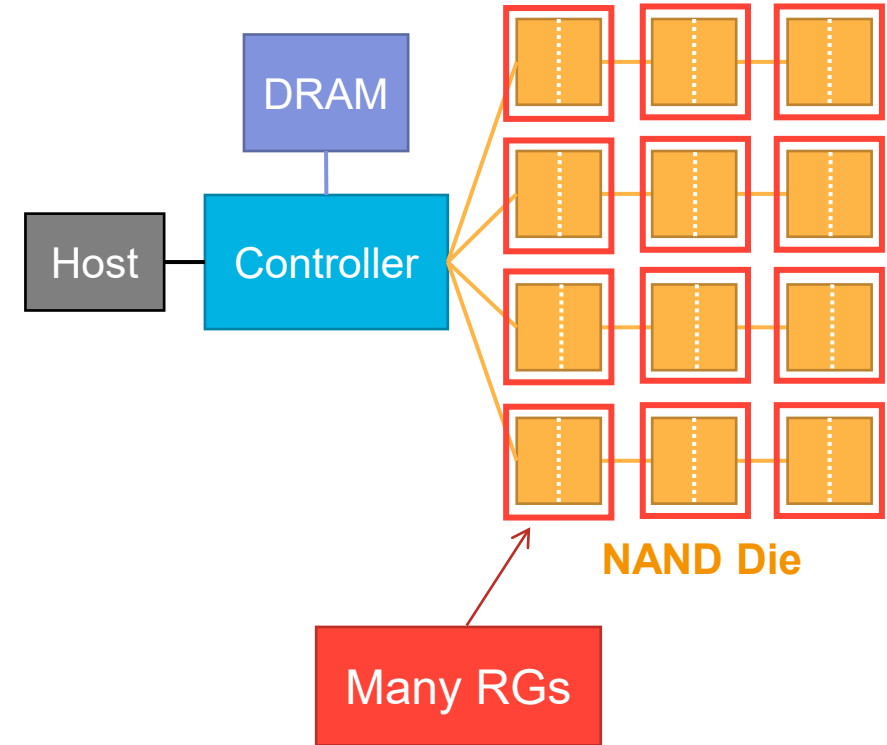 DRAM
Host
Controller
NAND Die
Many RGs